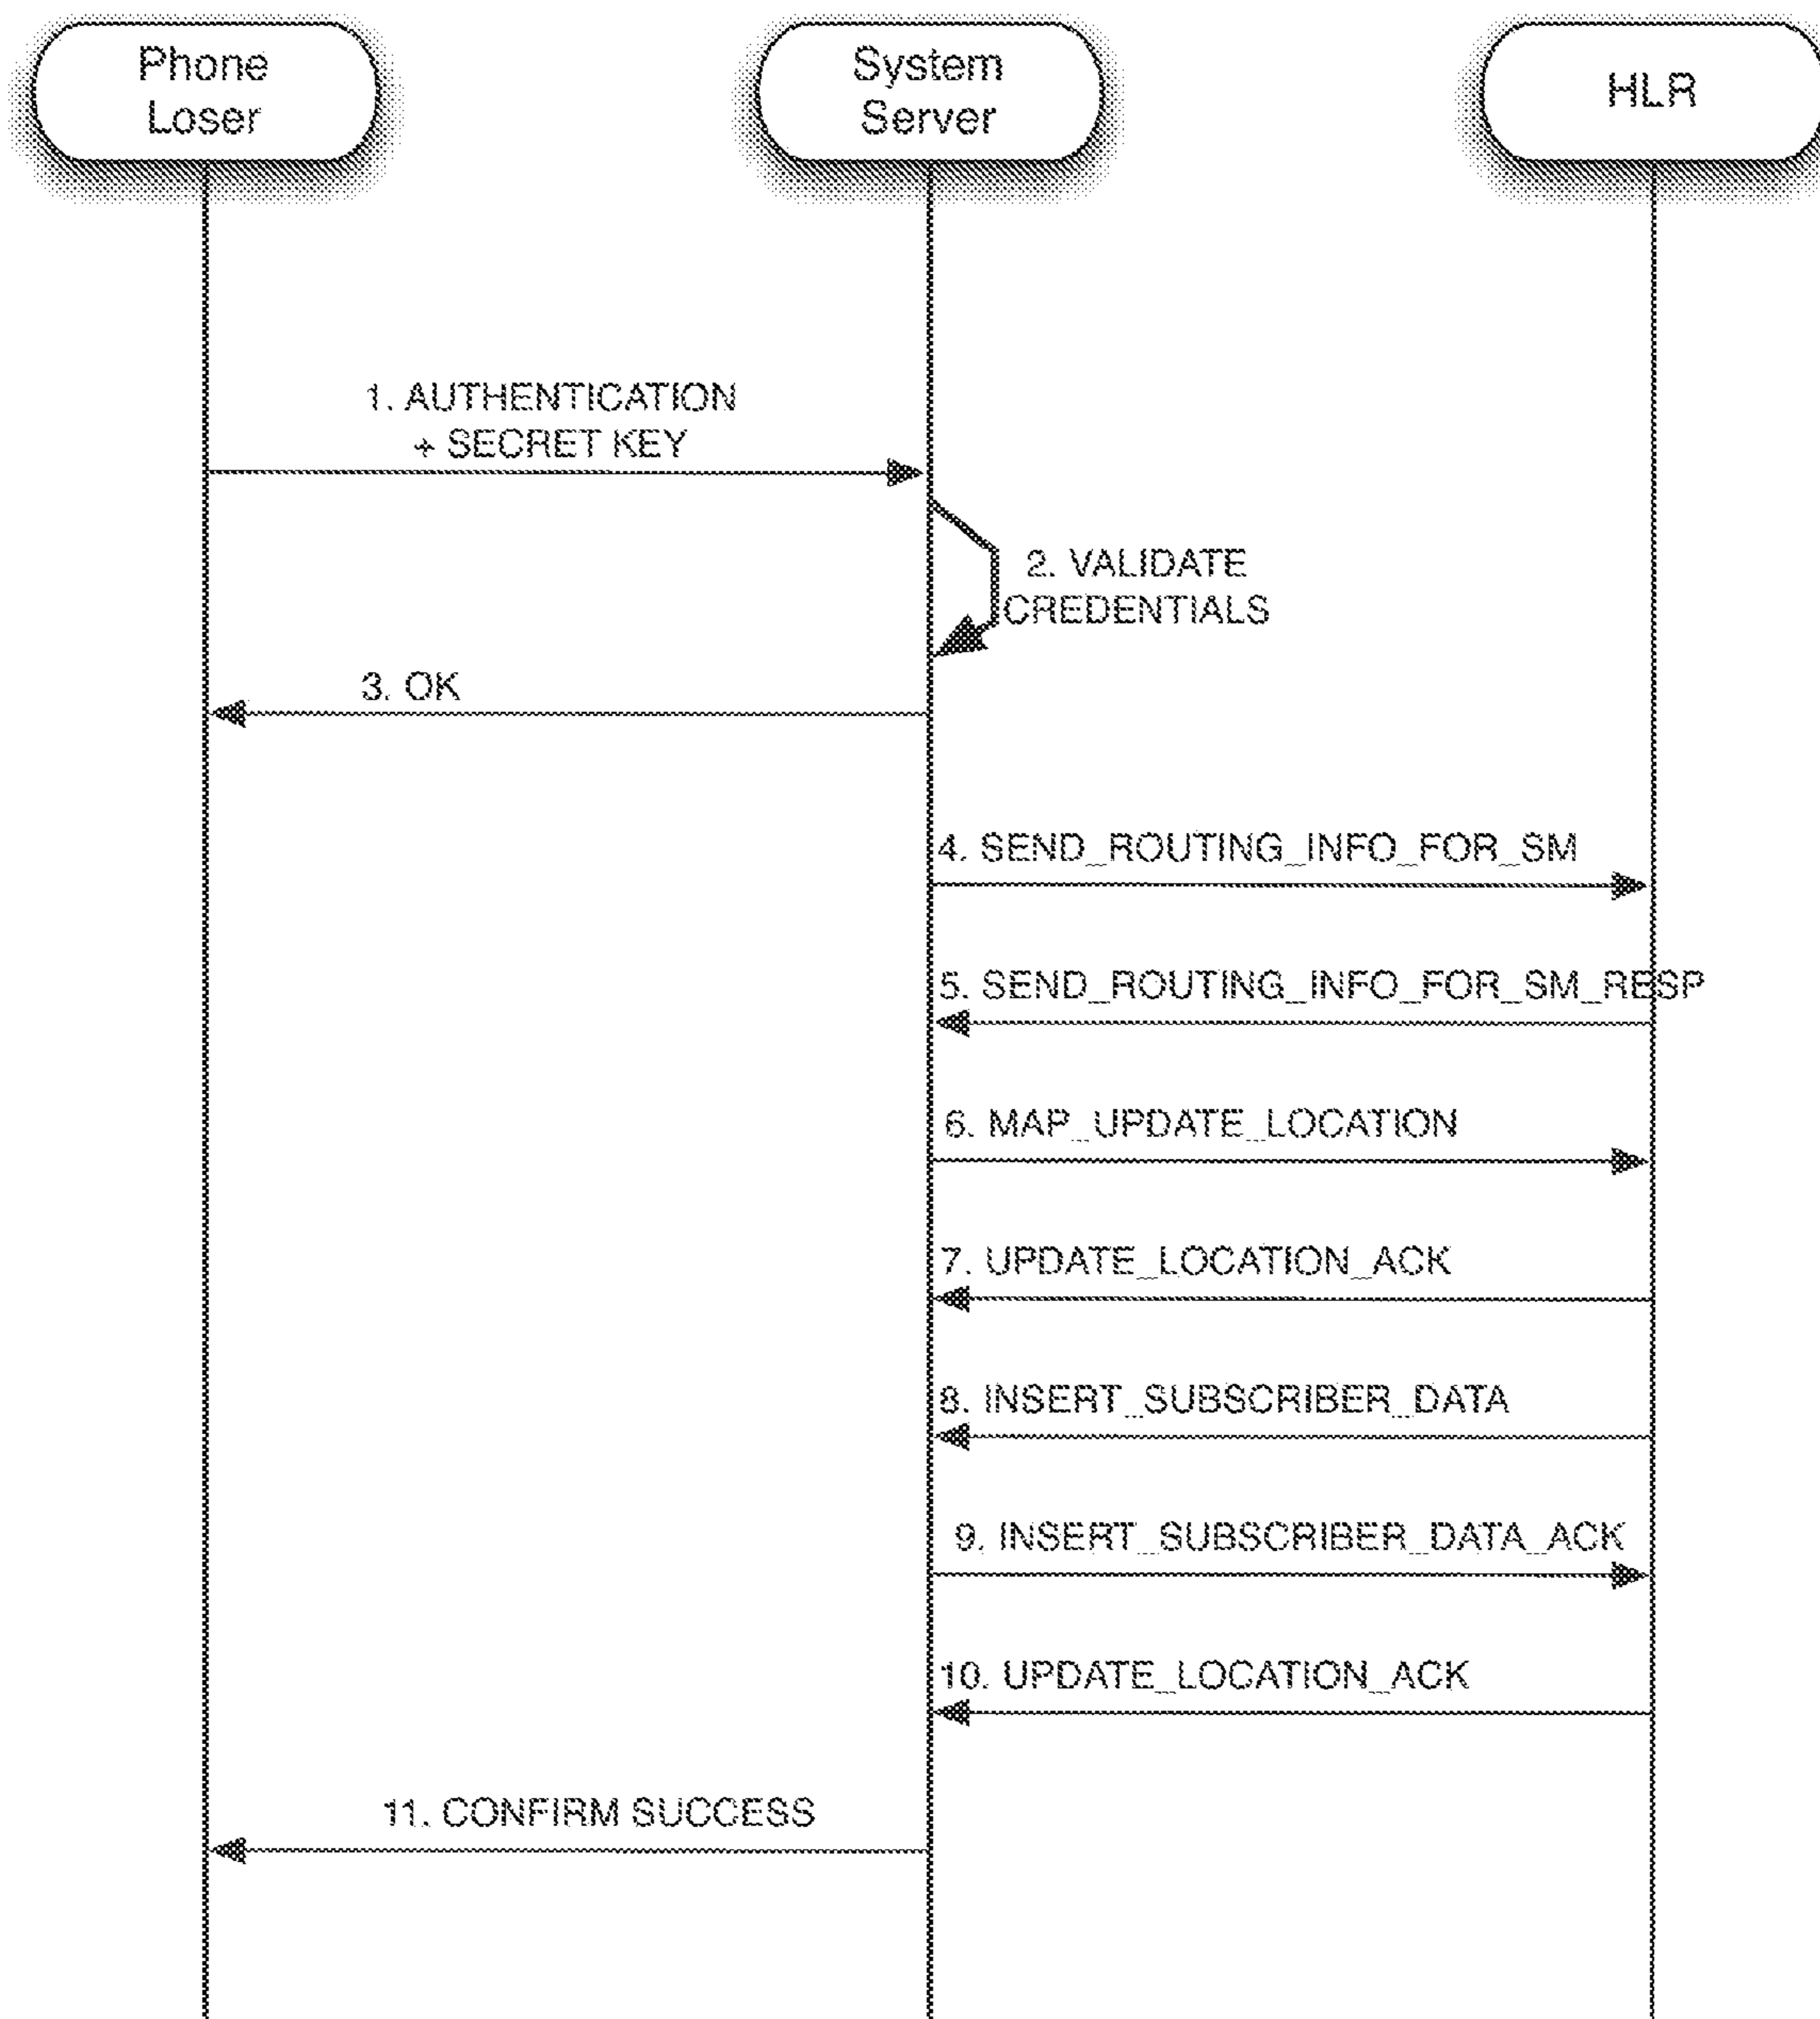 Phone
Loser
System
Server
HLR
1. AUTHENTICATION
+ SECRET KEY
2. VALIDATE
CREDENTIALS
3. OK
4. SEND_ROUTING_INFO_FOR_SM
5. SEND_ROUTING_INFO_FOR_SM_RESP
6. MAP_UPDATE_LOCATION
7. UPDATE_LOCATION_ACK
8. INSERT_SUBSCRIBER_DATA
9. INSERT_SUBSCRIBER_DATA_ACK
10. UPDATE_LOCATION_ACK
11. CONFIRM SUCCESS